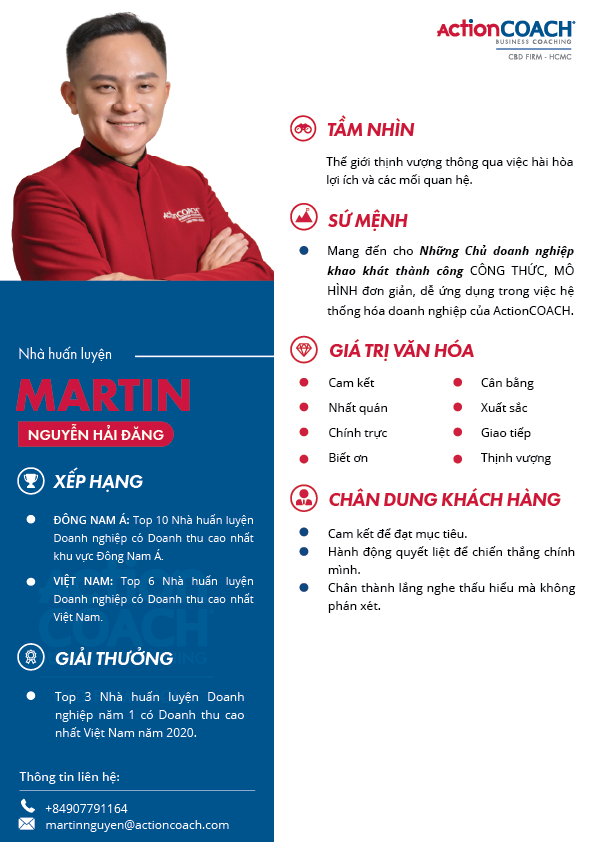 ActionCOACH
BUSINESS COACHING
CBD FIRM - HCMC
ActionCOACH
Nhà huấn luyện
MARTIN
NGUYỄN HẢI ĐĂNG
XẾP HẠNG
ĐÔNG NAM Á: Top 10 Nhà huấn luyện
Doanh nghiệp có Doanh thu cao nhất
khu vực Đông Nam Á.
VIỆT NAM: Top 6 Nhà huấn luyện
Doanh nghiệp có Doanh thu cao nhất
Việt Nam.
GIẢI THƯỞNG
Top 3 Nhà huấn luyện Doanh
nghiệp năm 1 có Doanh thu cao
nhất Việt Nam năm 2020.
Thông tin liên hệ:
+84907791164
martinnguyen@actioncoach.com
TẦM NHÌN
Thế giới thịnh vượng thông qua việc hài hòa
lợi ích và các mối quan hệ.
SỨ MỆNH
Mang đến cho Những Chủ doanh nghiệp
khao khát thành công CÔNG THỨC, MÔ
HÌNH đơn giản, dễ ứng dụng trong việc hệ
thống hóa doanh nghiệp của ActionCOACH.
GIÁ TRỊ VĂN HÓA
Cam kết
Nhất quán
Chính trực
Biết ơn
Cân bằng
Xuất sắc
Giao tiếp
Thịnh vượng
CHÂN DUNG KHÁCH HÀNG
Cam kết để đạt mục tiêu.
Hành động quyết liệt để chiến thắng chính
mình.
Chân thành lắng nghe thấu hiểu mà không
phán xét.